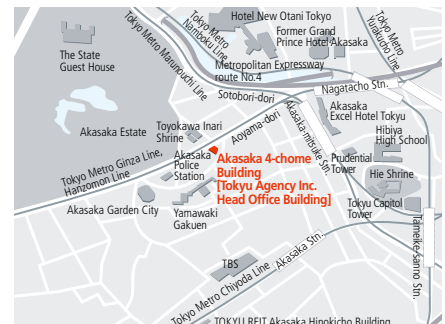 Hotel New Otani Tokyo
Tokyo Metro
Namboku Line
Former Grand
Prince Hotel Akasaka
Tokyo Metro
Yurakucho Line
The State
Guest House
Tokyo Metro Marunouchi Line
Metropolitan Expressway
route No.4
Sotobori-dori
Nagatacho Stn.
Akasaka
Excel Hotel Tokyu
Akasaka Estate
Toyokawa Inari
Shrine
Aoyama-dori
Akasaka-mitsuke Stn.
Hibiya
High School
Tokyo Metro Ginza Line,
Hanzomon Line
Akasaka
Police
Station
Akasaka 4-chome
Building
[Tokyu Agency Inc.
Head Office Building]
Prudential
Tower
Hie Shrine
Akasaka Garden City
Yamawaki
Gakuen
Tokyu Capitol
Tower
Tameike-sanno Stn.
TBS
Akasaka Stn.
Tokyo Metro Chiyoda Line
TOKYU REIT Akasaka Hinokicho Building